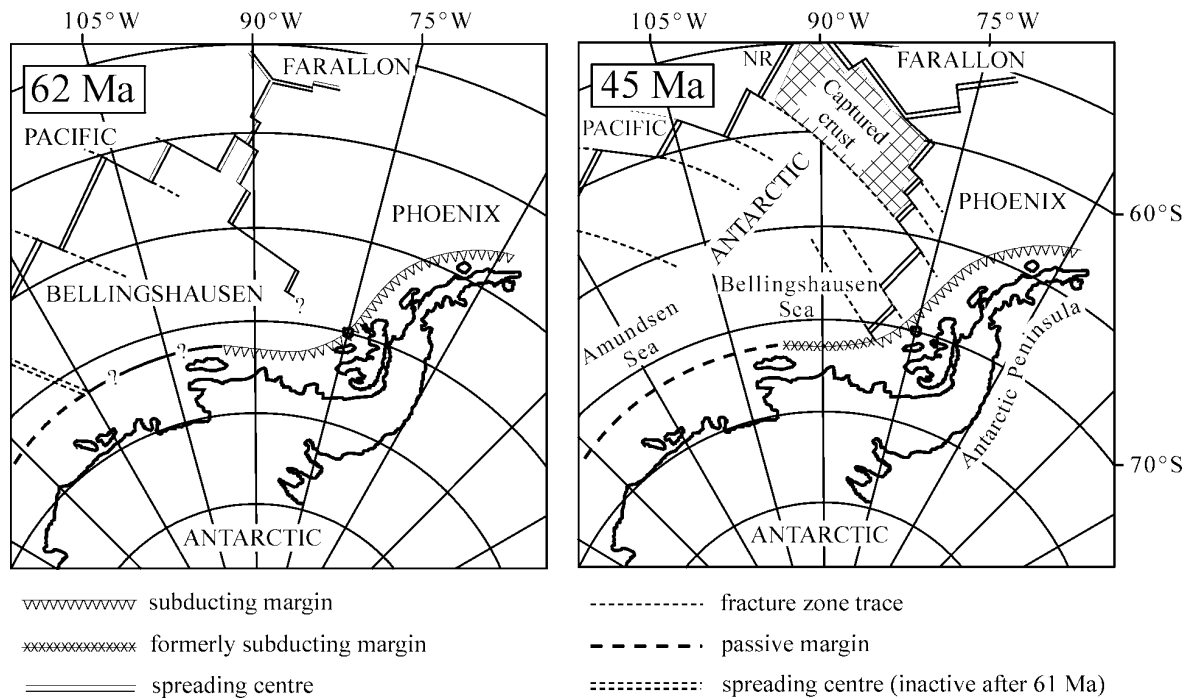 105°W 90°W 75°W
62 Ma
FARALLON
PACIFIC
PHOENIX
BELLINGSHAUSEN
?
?
?
ANTARCTIC
105°W 90°W 75°W
45 Ma
NR
FARALLON
Captured
crust
PACIFIC
ANTARCTIC
PHOENIX
60°S
Bellingshausen
Sea
Amundsen
Sea
Antarctic Peninsula
70°S
ANTARCTIC
subducting margin
formerly subducting margin
spreading centre
fracture zone trace
passive margin
spreading centre (inactive after 61 Ma)